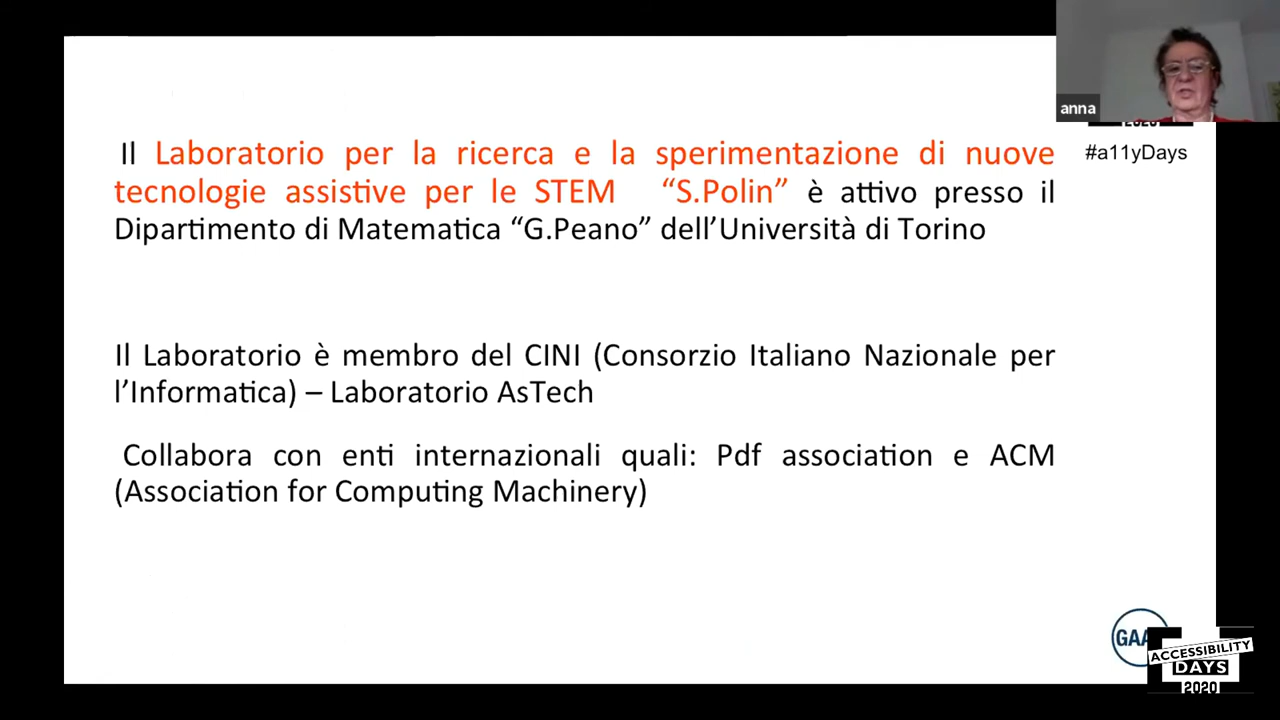 anna
#a11yDays
Il Laboratorio per la ricerca e la sperimentazione di nuove
tecnologie assistive per le STEM “S.Polin” è attivo presso il
Dipartimento di Matematica “G.Peano” dell’Università di Torino
Il Laboratorio è membro del CINI (Consorzio Italiano Nazionale per
l’Informatica) – Laboratorio AsTech
Collabora con enti internazionali quali: Pdf association e ACM
(Association for Computing Machinery)
ACCESSIBILITY
DAYS
2020